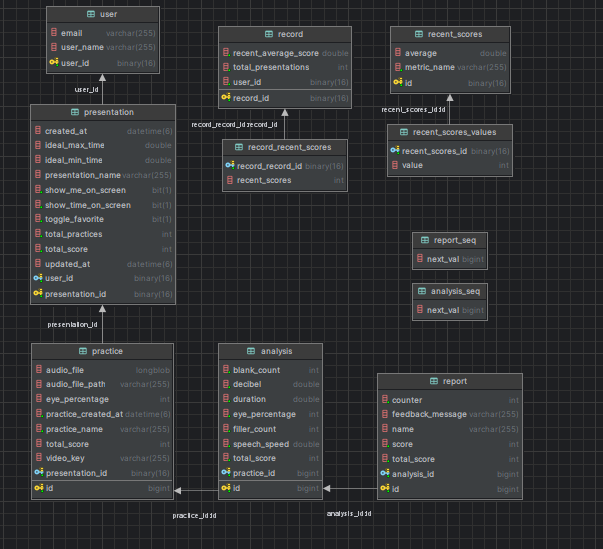 user
email varchar(255)
user_name varchar(255)
user_id binary(16)
user_id
presentation
created_at datetime(6)
ideal_max_time double
ideal_min_time double
presentation_name varchar(255)
show_me_on_screen bit(1)
show_time_on_screen bit(1)
toggle_favorite bit(1)
total_practices int
total_score int
updated_at datetime(6)
user_id binary(16)
presentation_id binary(16)
presentation_id
practice
audio_file longblob
audio_file_path varchar(255)
eye_percentage int
practice_created_at datetime(6)
practice_name varchar(255)
total_score int
video_key varchar(255)
presentation_id binary(16)
id bigint
practice_id:id
record
recent_average_score double
total_presentations int
user_id binary(16)
record_id binary(16)
record_record_id:record_id
record_recent_scores
record_record_id binary(16)
recent_scores int
analysis
blank_count int
decibel double
duration double
eye_percentage int
filler_count int
speech_speed double
total_score int
practice_id bigint
id bigint
analysis_id:id
recent_scores
average double
metric_name varchar(255)
id binary(16)
recent_scores_id:id
recent_scores_values
recent_scores_id binary(16)
value int
report_seq
next_val bigint
analysis_seq
next_val bigint
report
counter int
feedback_message varchar(255)
name varchar(255)
score int
total_score int
analysis_id bigint
id bigint